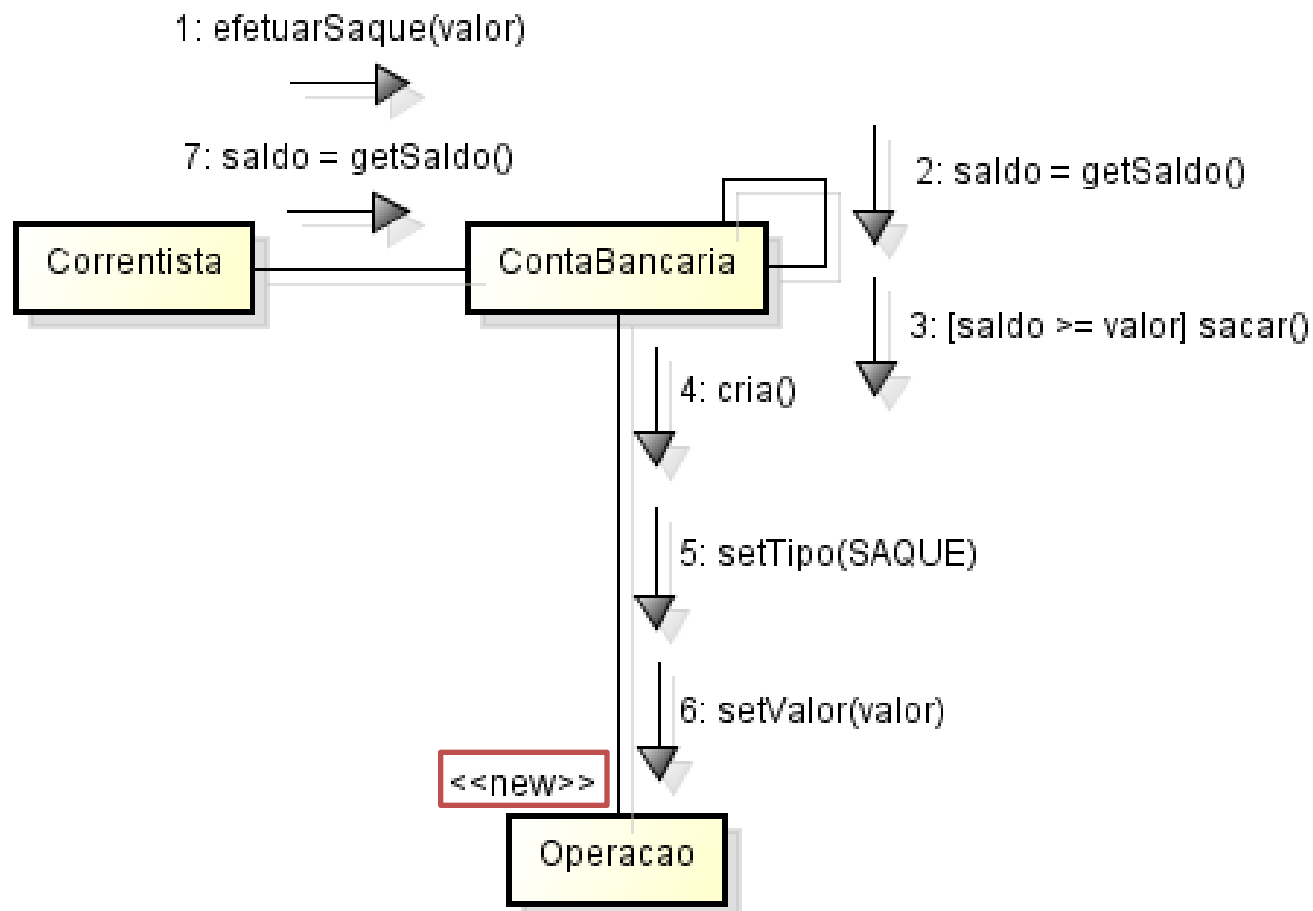 1: efetuarSaque(valor)
7: saldo = getSaldo()
2: saldo = getSaldo()
Correntista
ContaBancaria
3: [saldo >= valor] sacar()
4: cria()
5: setTipo(SAQUE)
6: setValor(valor)
<<new>>
Operacao